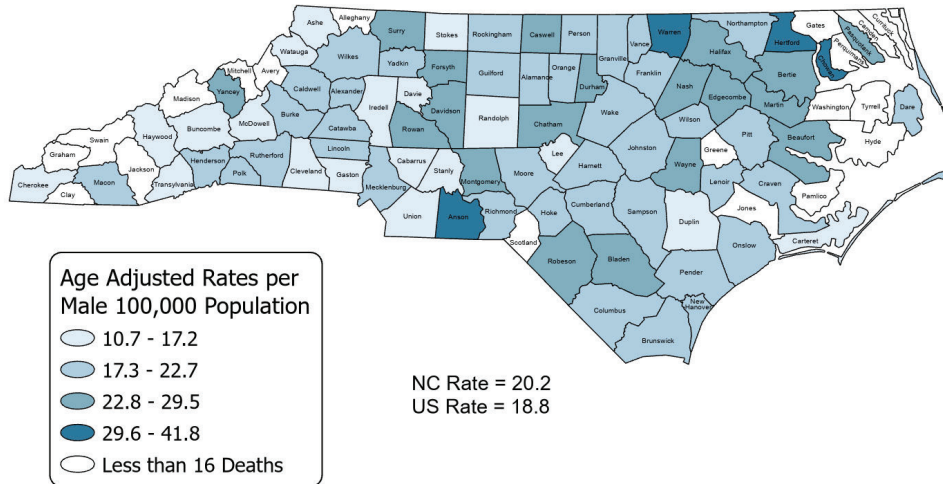 Ashe
Alleghany
Surry
Stokes
Rockingham
Caswell
Person
Granville
Vance
Warren
Northampton
Hertford
Gates
Currituck
Camden
Pasquotank
Perquimans
Chowan
Watauga
Wilkes
Yadkin
Forsyth
Guilford
Alamance
Orange
Durham
Franklin
Halifax
Bertie
Mitchell
Avery
Yancey
Caldwell
Alexander
Iredell
Davie
Davidson
Randolph
Chatham
Wake
Nash
Edgecombe
Martin
Washington
Tyrrell
Dare
Madison
Buncombe
McDowell
Burke
Catawba
Rowan
Wilson
Pitt
Beaufort
Hyde
Swain
Haywood
Graham
Jackson
Henderson
Rutherford
Polk
Lincoln
Cleveland
Gaston
Cabarrus
Stanly
Montgomery
Moore
Lee
Harnett
Johnston
Wayne
Greene
Lenoir
Craven
Pamlico
Cherokee
Clay
Macon
Transylvania
Mecklenburg
Union
Anson
Richmond
Hoke
Cumberland
Sampson
Duplin
Jones
Onslow
Carteret
Scotland
Robeson
Bladen
Pender
New
Hanover
Columbus
Brunswick
Age Adjusted Rates per
Male 100,000 Population
10.7 - 17.2
17.3 - 22.7
22.8 - 29.5
29.6 - 41.8
Less than 16 Deaths
NC Rate = 20.2
US Rate = 18.8